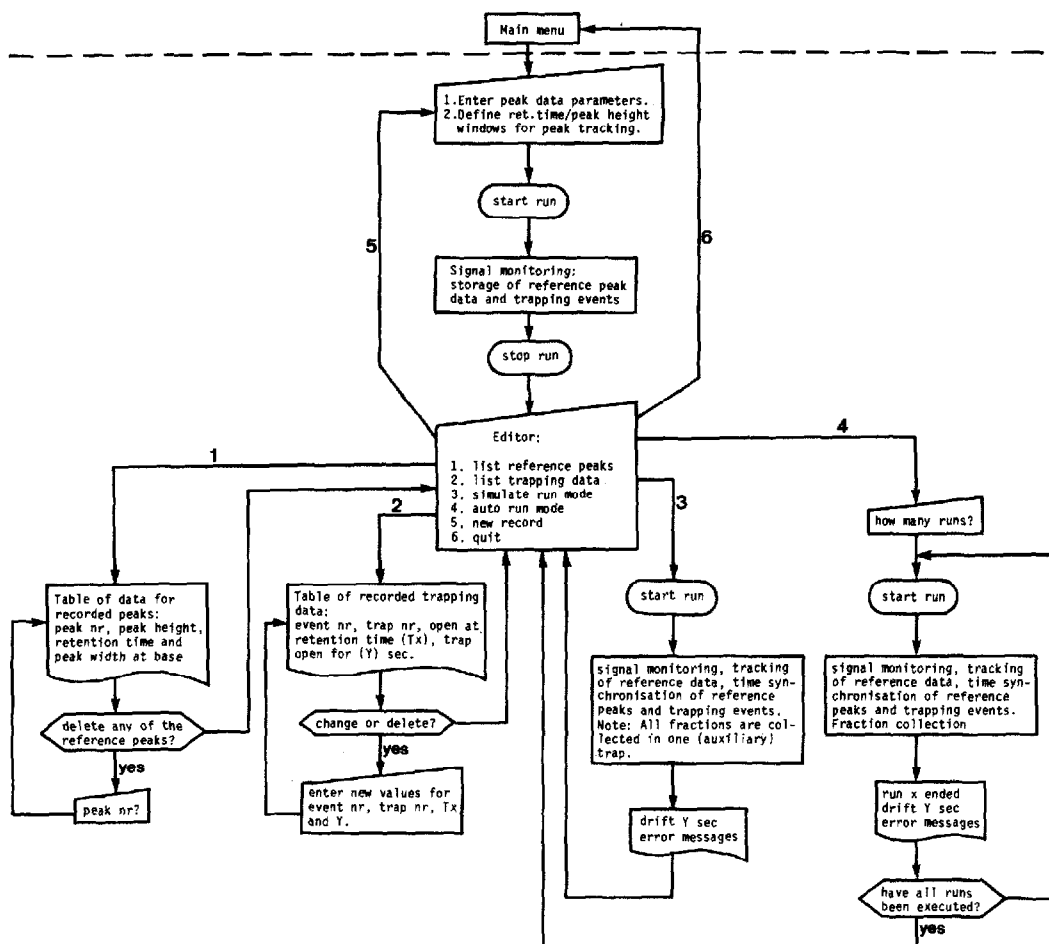 Main menu
1.Enter peak data parameters.
2.Define ret.time/peak height
windows for peak tracking.
start run
5
6
Signal monitoring:
storage of reference peak
data and trapping events
stop run
Editor:
1. list reference peaks
2. list trapping data
3. simulate run mode
4. auto run mode
5. new record
6. quit
1
2
3
4
Table of data for
recorded peaks:
peak nr, peak height,
retention time and
peak width at base
delete any of the
reference peaks?
yes
peak nr?
Table of recorded trapping
data:
event nr, trap nr, open at
retention time (Tx), trap
open for (Y) sec.
change or delete?
yes
enter new values for
event nr, trap nr, Tx
and Y.
start run
signal monitoring, tracking
of reference data, time syn-
chronisation of reference
peaks and trapping events.
Note: All fractions are col-
lected in one (auxiliary)
trap.
drift Y sec
error messages
how many runs?
start run
signal monitoring, tracking
of reference data, time syn-
chronisation of reference
peaks and trapping events.
Fraction collection
run x ended
drift Y sec
error messages
have all runs
been executed?
yes